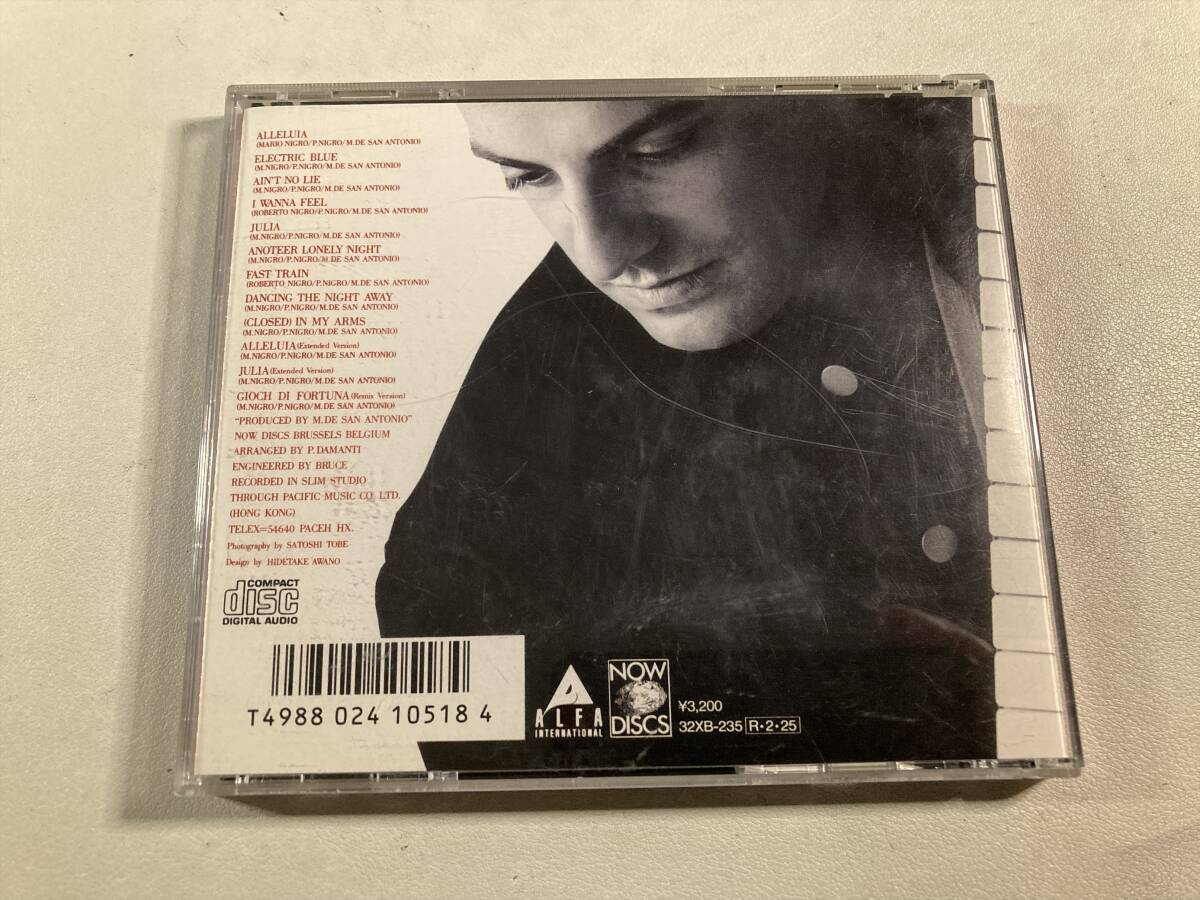 ALLELUIA
(MARIO NIGRO/P.NIGRO/M.DE SAN ANTONIO)
ELECTRIC BLUE
(M.NIGRO/P.NIGRO/M.DE SAN ANTONIO)
AIN'T NO LIE
(M.NIGRO/P.NIGRO/M.DE SAN ANTONIO)
I WANNA FEEL
(ROBERTO NIGRO/P.NIGRO/M.DE SAN ANTONIO)
JULIA
(M.NIGRO/P.NIGRO/M.DE SAN ANTONIO)
ANOTEER LONELY NIGHT
(M.NIGRO/P.NIGRO/M.DE SAN ANTONIO)
FAST TRAIN
(ROBERTO NIGRO/P.NIGRO/M.DE SAN ANTONIO)
DANCING THE NIGHT AWAY
(M.NIGRO/P.NIGRO/M.DE SAN ANTONIO)
(CLOSED) IN MY ARMS
(M.NIGRO/P.NIGRO/M.DE SAN ANTONIO)
ALLELUIA (Extended Version)
(M.NIGRO/P.NIGRO/M.DE SAN ANTONIO)
JULIA (Extended Version)
(M.NIGRO/P.NIGRO/M.DE SAN ANTONIO)
GIOCH DI FORTUNA (Remix Version)
(M.NIGRO/P.NIGRO/M.DE SAN ANTONIO)
"PRODUCED BY M.DE SAN ANTONIO"
NOW DISCS BRUSSELS BELGIUM
ARRANGED BY P.DAMANTI
ENGINEERED BY BRUCE
RECORDED IN SLIM STUDIO
THROUGH PACIFIC MUSIC CO. LTD.
(HONG KONG)
TELEX=54640 PACEH HX.
Photography by SATOSHI TOBE
Design by HIDETAKE AWANO
COMPACT
disc
DIGITAL AUDIO
T4988 024 10518 4
ALFA
INTERNATIONAL
NOW
DISCS
¥3,200
32XB-235 R・2・25